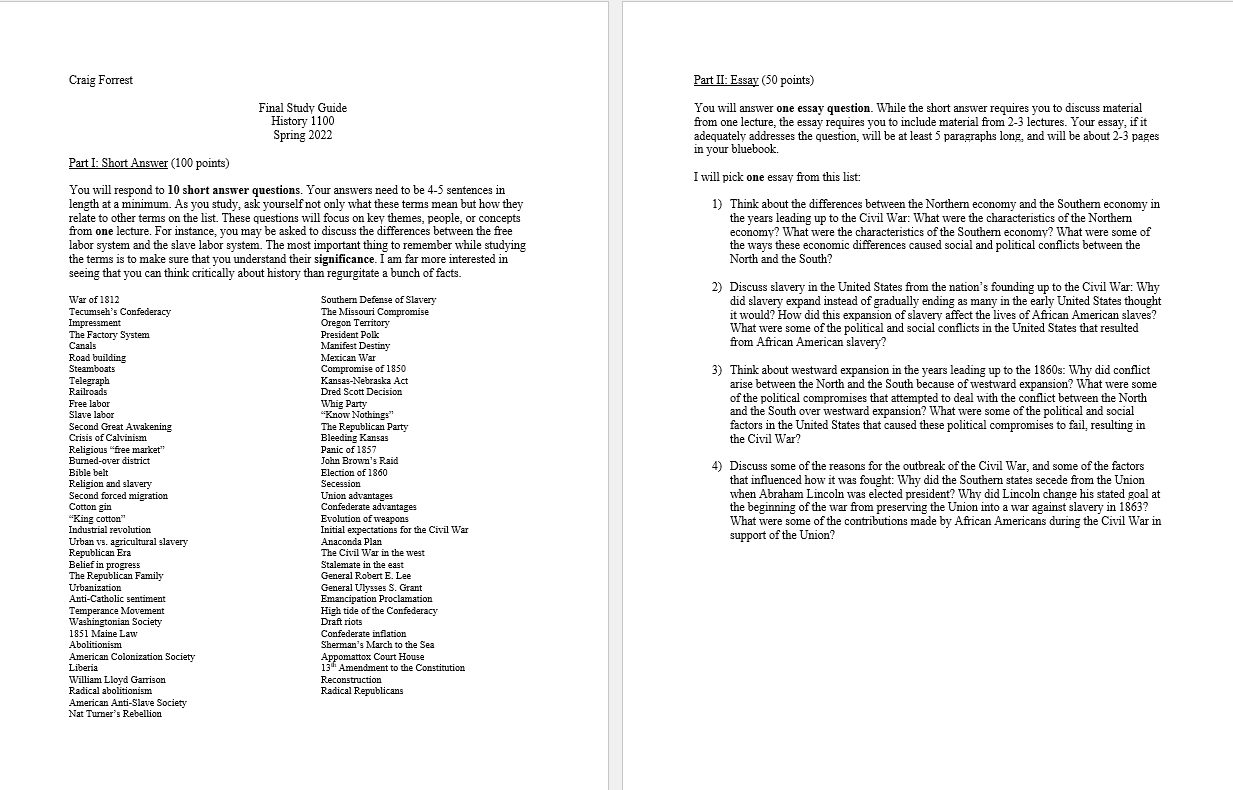 Craig Forrest
Final Study Guide
History 1100
Spring 2022
Part I: Short Answer (100 points)
You will respond to 10 short answer questions. Your answers need to be 4-5 sentences in
length at a minimum. As you study, ask yourself not only what these terms mean but how they
relate to other terms on the list. These questions will focus on key themes, people, or concepts
from one lecture. For instance, you may be asked to discuss the differences between the free
labor system and the slave labor system. The most important thing to remember while studying
the terms is to make sure that you understand their significance. I am far more interested in
seeing that you can think critically about history than regurgitate a bunch of facts.
War of 1812
Tecumseh's Confederacy
Impressment
The Factory System
Canals
Road building
Steamboats
Telegraph
Railroads
Free labor
Slave labor
Second Great Awakening
Crisis of Calvinism
Religious "free market"
Burned-over district
Bible belt
Religion and slavery
Second forced migration
Cotton gin
"King cotton"
Industrial revolution
Urban vs. agricultural slavery
Republican Era
Belief in progress
The Republican Family
Urbanization
Anti-Catholic sentiment
Temperance Movement
Washingtonian Society
1851 Maine Law
Abolitionism
American Colonization Society
Liberia
William Lloyd Garrison
Radical abolitionism
American Anti-Slave Society
Nat Turner's Rebellion
Southern Defense of Slavery
The Missouri Compromise
Oregon Territory
President Polk
Manifest Destiny
Mexican War
Compromise of 1850
Kansas-Nebraska Act
Dred Scott Decision
Whig Party
"Know Nothings"
The Republican Party
Bleeding Kansas
Panic of 1857
John Brown's Raid
Election of 1860
Secession
Union advantages
Confederate advantages
Evolution of weapons
Initial expectations for the Civil War
Anaconda Plan
The Civil War in the west
Stalemate in the east
General Robert E. Lee
General Ulysses S. Grant
Emancipation Proclamation
High tide of the Confederacy
Draft riots
Confederate inflation
Sherman's March to the Sea
Appomattox Court House
13th Amendment to the Constitution
Reconstruction
Radical Republicans
Part II: Essay (50 points)
You will answer one essay question. While the short answer requires you to discuss material
from one lecture, the essay requires you to include material from 2-3 lectures. Your essay, if it
adequately addresses the question, will be at least 5 paragraphs long, and will be about 2-3 pages
in your bluebook.
I will pick one essay from this list:
1) Think about the differences between the Northern economy and the Southern economy in
the years leading up to the Civil War: What were the characteristics of the Northern
economy? What were the characteristics of the Southern economy? What were some of
the ways these economic differences caused social and political conflicts between the
North and the South?
2) Discuss slavery in the United States from the nation's founding up to the Civil War: Why
did slavery expand instead of gradually ending as many in the early United States thought
it would? How did this expansion of slavery affect the lives of African American slaves?
What were some of the political and social conflicts in the United States that resulted
from African American slavery?
3) Think about westward expansion in the years leading up to the 1860s: Why did conflict
arise between the North and the South because of westward expansion? What were some
of the political compromises that attempted to deal with the conflict between the North
and the South over westward expansion? What were some of the political and social
factors in the United States that caused these political compromises to fail, resulting in
the Civil War?
4) Discuss some of the reasons for the outbreak of the Civil War, and some of the factors
that influenced how it was fought: Why did the Southern states secede from the Union
when Abraham Lincoln was elected president? Why did Lincoln change his stated goal at
the beginning of the war from preserving the Union into a war against slavery in 1863?
What were some of the contributions made by African Americans during the Civil War in
support of the Union?